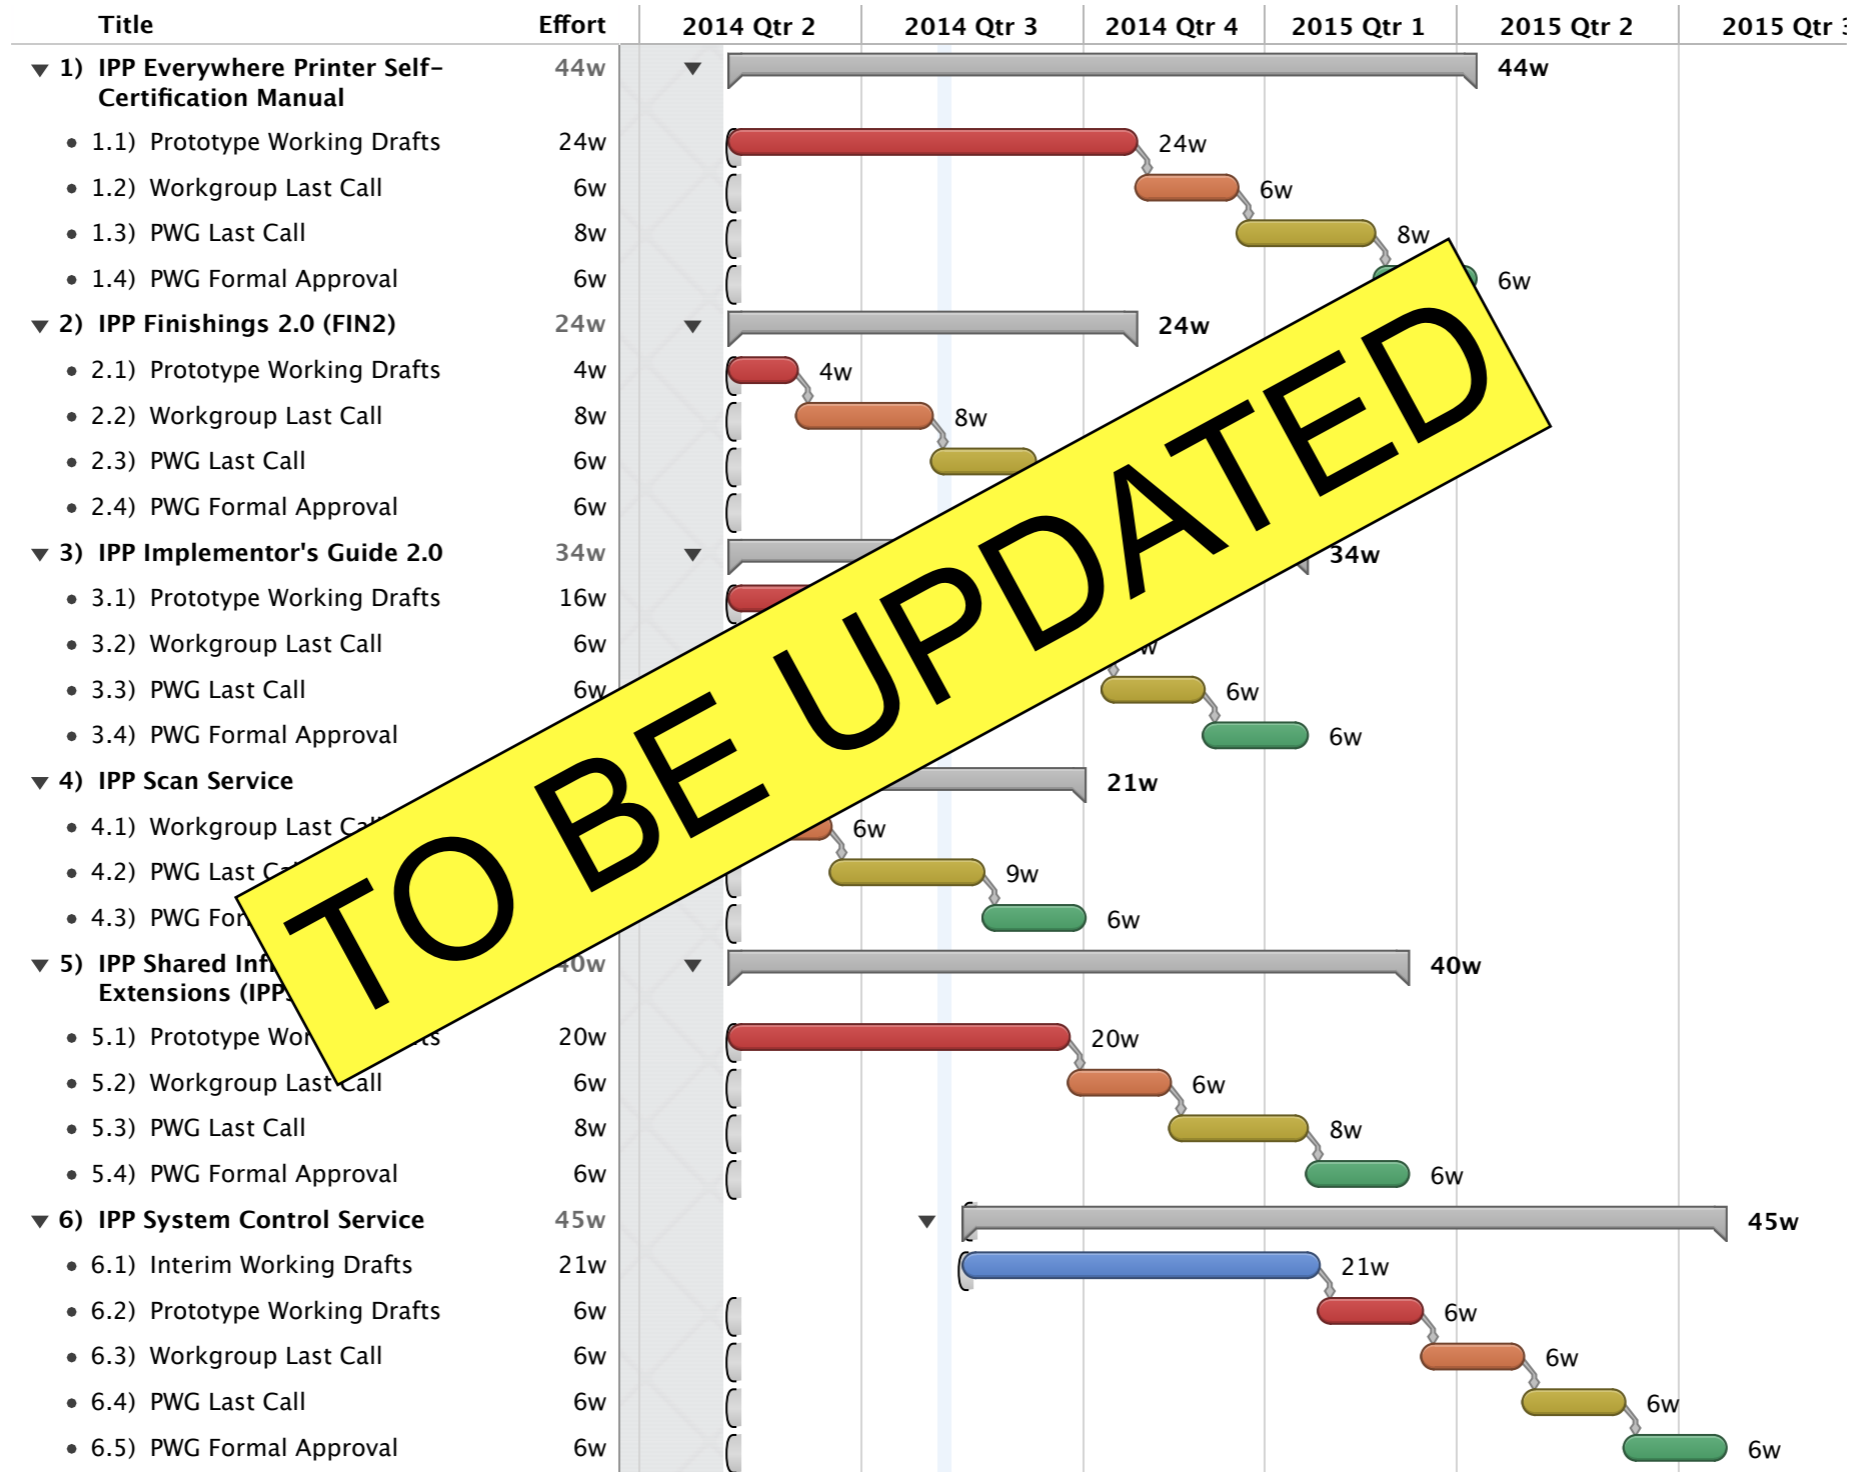 Title Effort 2014 Qtr 2 2014 Qtr 3 2014 Qtr 4 2015 Qtr 1 2015 Qtr 2 2015 Qtr
1) IPP Everywhere Printer Self- 44w 44w
Certification Manual
1.1) Prototype Working Drafts 24w 24w
1.2) Workgroup Last Call 6w 6w
1.3) PWG Last Call 8w 8w
1.4) PWG Formal Approval 6w 6w
2) IPP Finishings 2.0 (FIN2) 24w 24w
2.1) Prototype Working Drafts 4w 4w
2.2) Workgroup Last Call 8w 8w
2.3) PWG Last Call 6w
2.4) PWG Formal Approval 6w
3) IPP Implementor's Guide 2.0 34w 34w
3.1) Prototype Working Drafts 16w
3.2) Workgroup Last Call 6w
3.3) PWG Last Call 6w 6w
3.4) PWG Formal Approval 6w
4) IPP Scan Service 21w
4.1) Workgroup Last 6w
4.2) PWG Last 9w
4.3) PWG 6w
5) IPP Shared 40w 40w
Extensions
5.1) Prototype 20w 20w
5.2) Workgroup Last Call 6w 6w
5.3) PWG Last Call 8w 8w
5.4) PWG Formal Approval 6w 6w
6) IPP System Control Service 45w 45w
6.1) Interim Working Drafts 21w 21w
6.2) Prototype Working Drafts 6w 6w
6.3) Workgroup Last Call 6w 6w
6.4) PWG Last Call 6w 6w
6.5) PWG Formal Approval 6w 6w
TO BE UPDATED